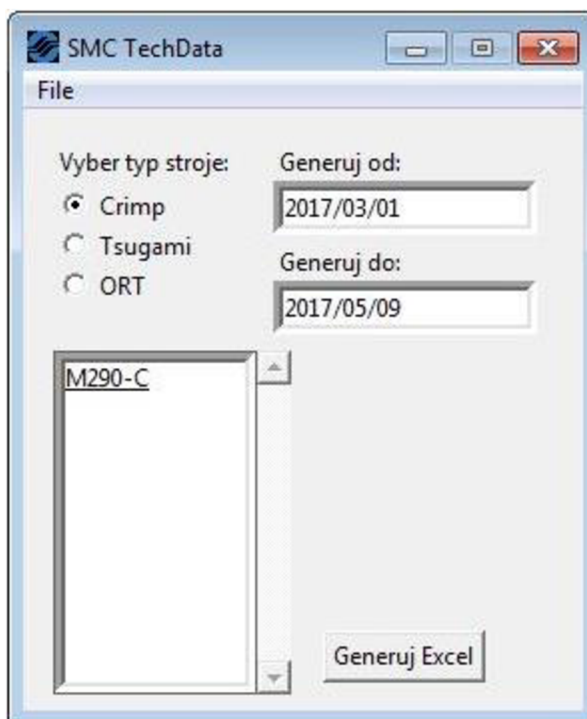 SMC TechData
File
Vyber typ stroje:
Crimp
Tsugami
ORT
Generuj od:
2017/03/01
Generuj do:
2017/05/09
M290-C
Generuj Excel